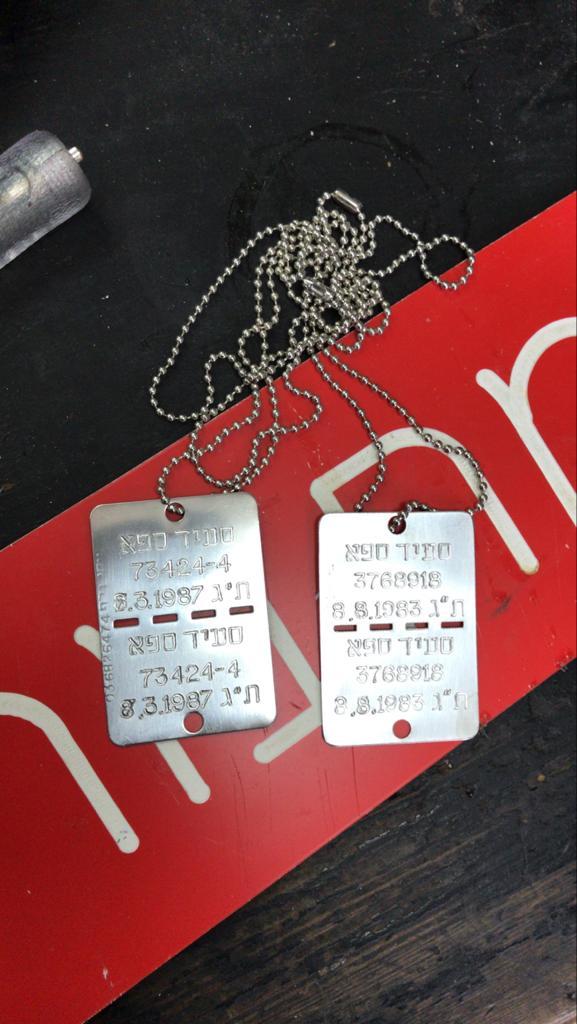 סעיד ספא
73424-4
ת"ג 8.3.1987
סעיד ספא
73424-4
ת"ג 8.3.1987
סעיד ספא
3768918
ת"ג 8.8.1983
סעיד ספא
3768918
ת"ג 8.8.1983